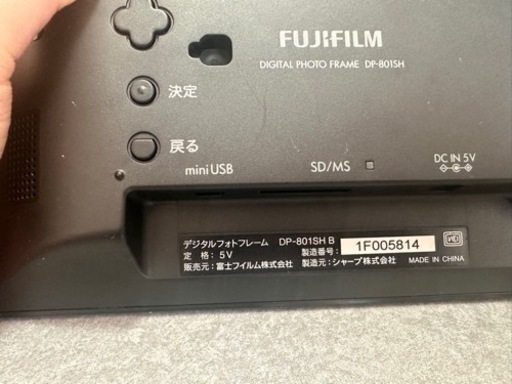 FUJIFILM
DIGITAL PHOTO FRAME DP-801SH
決定
戻る
miniUSB
SD/MS
DC IN 5V
デジタルフォトフレーム DP-801SH B
定格:5V
製造番号:1F005814
販売元:富士フイルム株式会社
製造元:シャープ株式会社
MADE IN CHINA